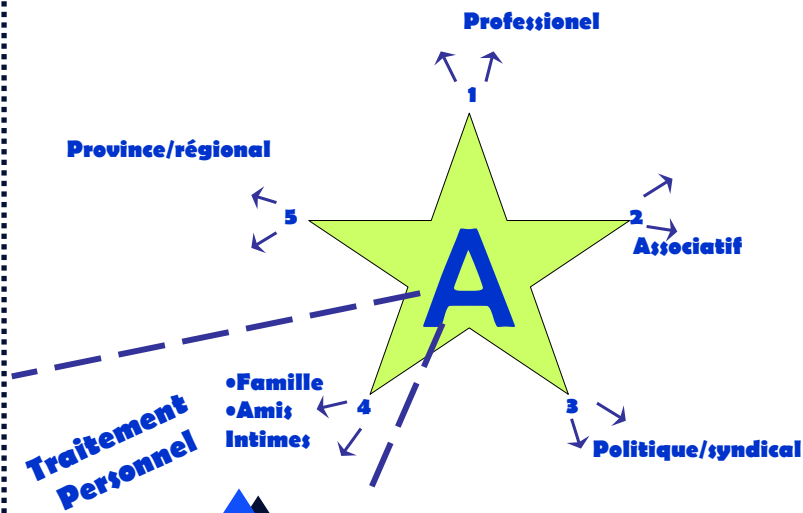 Professionel
1
Province/régional
5
2
Associatif
A
•Famille
•Amis
Intimes
4
3
Politique/syndical
Traitement
Personnel